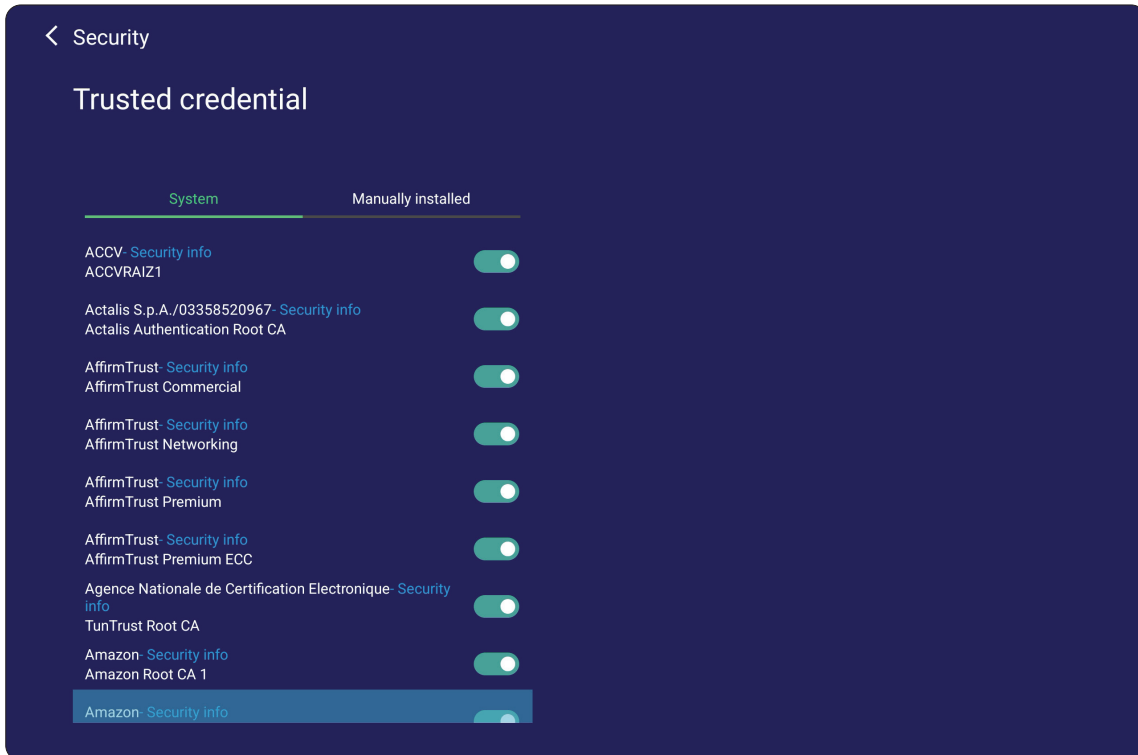 Security
Trusted credential
System
Manually installed
ACCV- Security info
ACCVRAIZ1
Actalis S.p.A./03358520967- Security info
Actalis Authentication Root CA
AffirmTrust- Security info
AffirmTrust Commercial
AffirmTrust- Security info
AffirmTrust Networking
AffirmTrust- Security info
AffirmTrust Premium
AffirmTrust- Security info
AffirmTrust Premium ECC
Agence Nationale de Certification Electronique- Security
info
TunTrust Root CA
Amazon- Security info
Amazon Root CA 1
Amazon- Security info